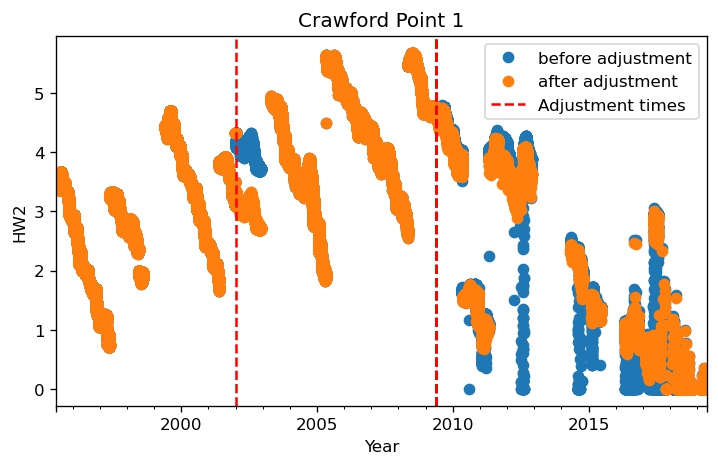 Crawford Point 1
before adjustment
after adjustment
Adjustment times
HW2
5
4
3
2
1
0
2000 2005 2010 2015
Year